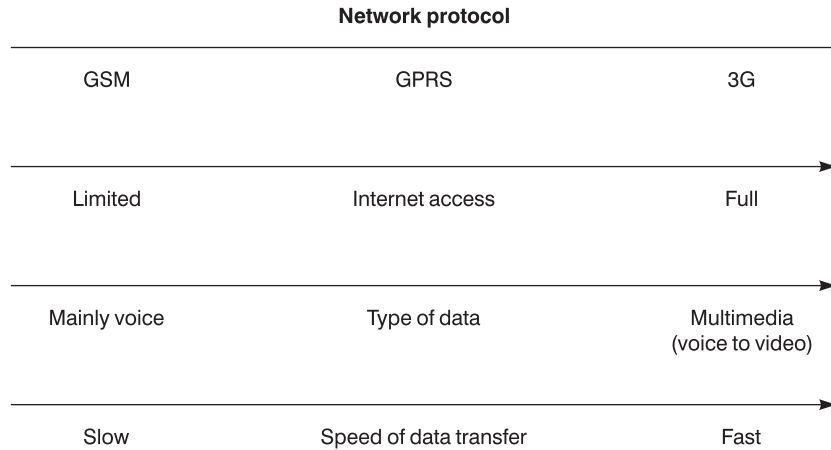 Network protocol
GSM GPRS 3G
Limited Internet access Full
Mainly voice Type of data Multimedia
(voice to video)
Slow Speed of data transfer Fast